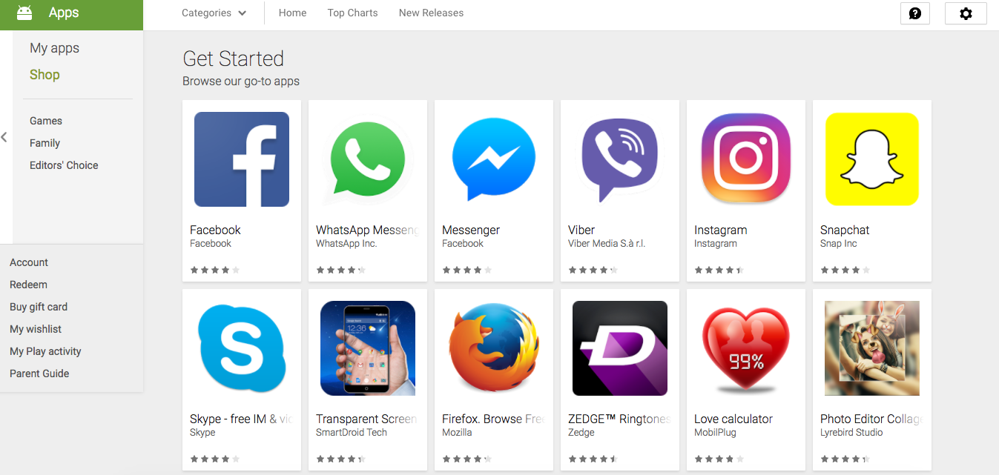 Apps
Categories
Home
Top Charts
New Releases
My apps
Shop
Games
Family
Editors' Choice
Account
Redeem
Buy gift card
My wishlist
My Play activity
Parent Guide
Get Started
Browse our go-to apps
Facebook
Facebook
WhatsApp Messeng
WhatsApp Inc.
Messenger
Facebook
Viber
Viber Media S.à r.l.
Instagram
Instagram
Snapchat
Snap Inc
12:36
99%
Skype - free IM & vic
Skype
Transparent Screen
SmartDroid Tech
Firefox. Browse Free
Mozilla
ZEDGE™ Ringtones
Zedge
Love calculator
MobilPlug
Photo Editor Collag
Lyrebird Studio